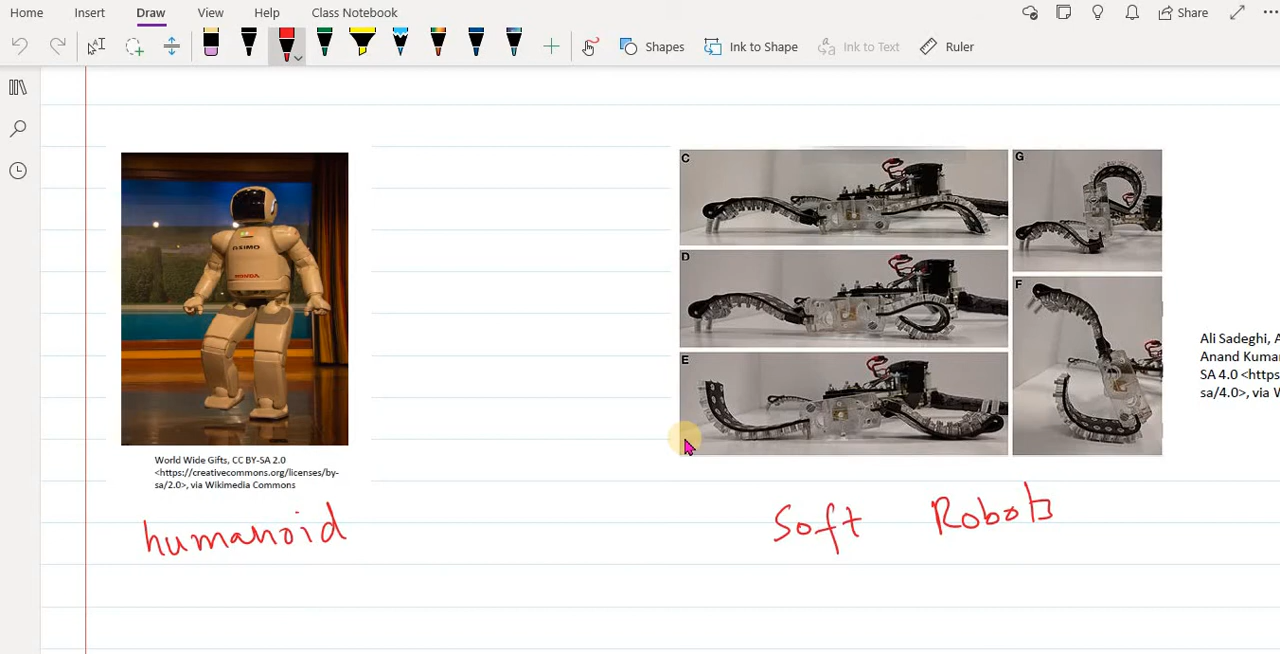 Home Insert Draw View Help Class Notebook Share
Shapes Ink to Shape Ink to Text Ruler
C
G
D
F
E
ASIMO
HONDA
Ali Sadeghi, A
Anand Kuma
SA 4.0 <https
sa/4.0>, via W
World Wide Gifts, CC BY-SA 2.0
<https://creativecommons.org/licenses/by-
sa/2.0>, via Wikimedia Commons
humanoid
Soft Robots